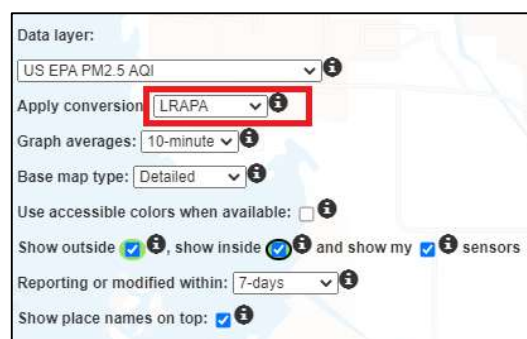 Data layer:
US EPA PM2.5 AQI
Apply conversion LRAPA
Graph averages: 10-minute
Base map type: Detailed
Use accessible colors when available:
Show outside , show inside and show my sensors
Reporting or modified within: 7-days
Show place names on top: